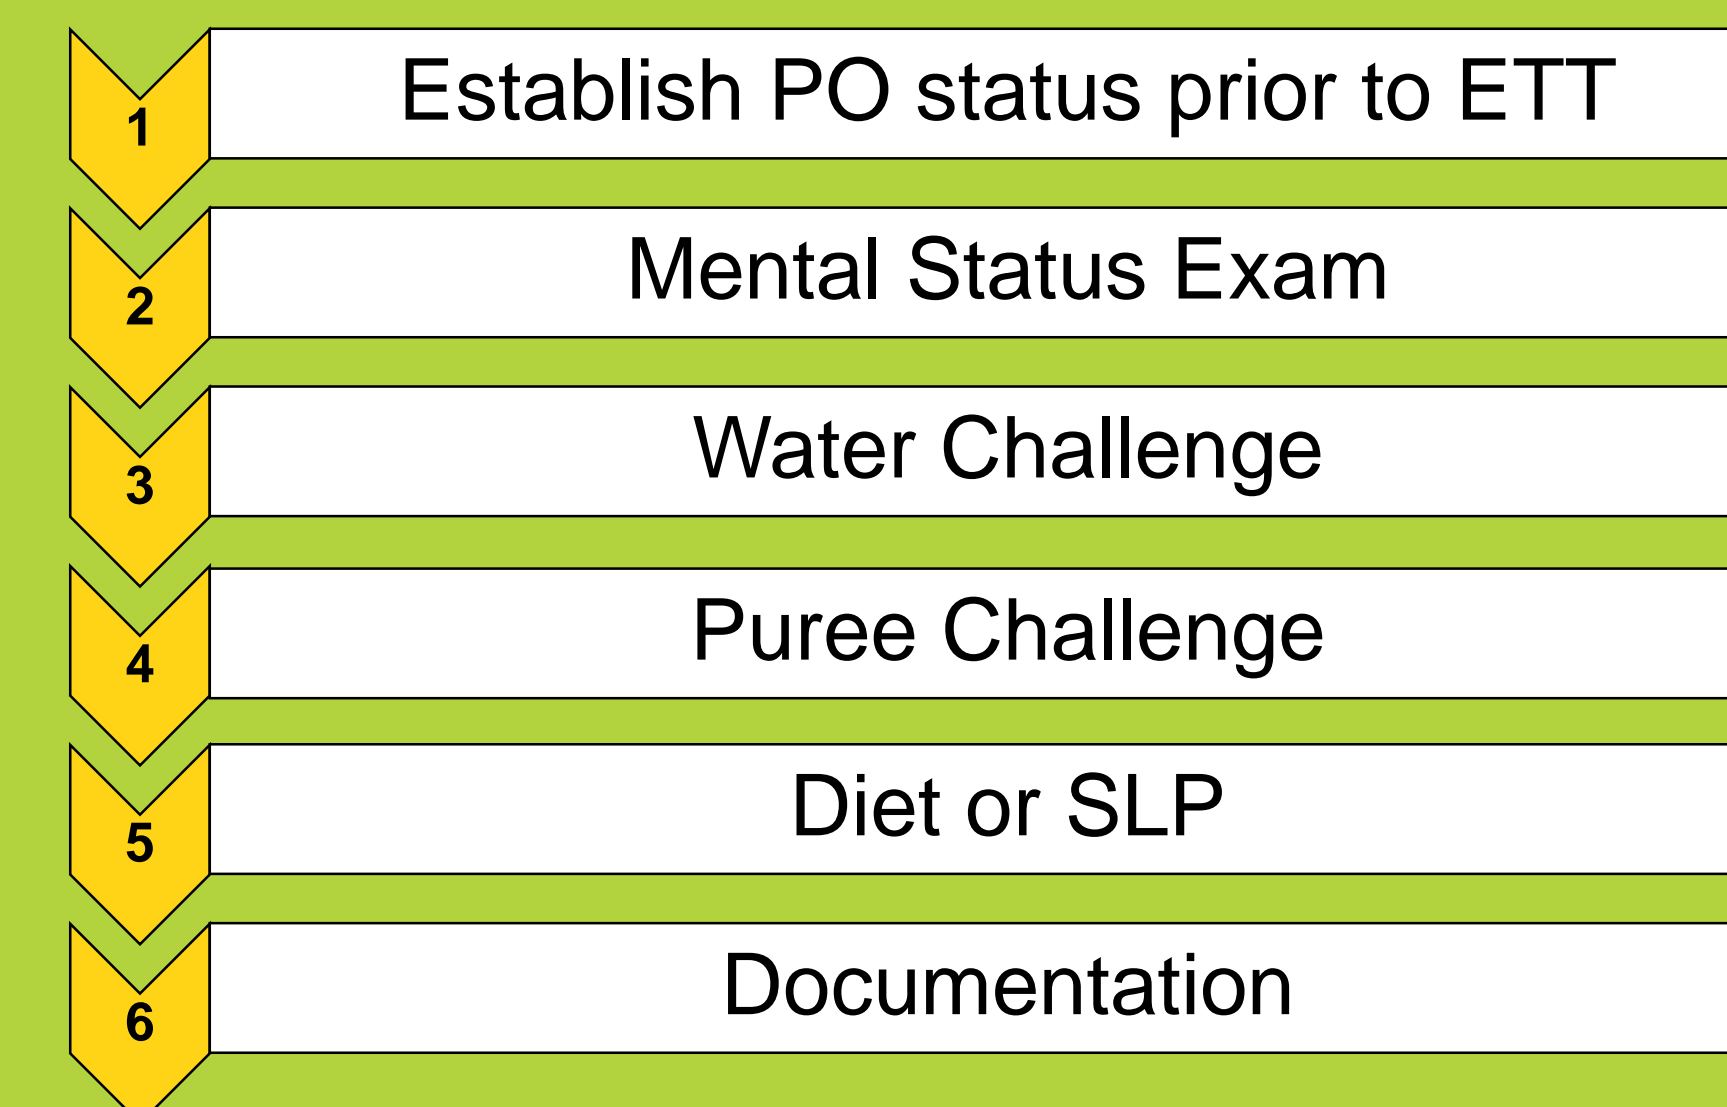 1
Establish PO status prior to ETT
2
Mental Status Exam
3
Water Challenge
4
Puree Challenge
5
Diet or SLP
6
Documentation